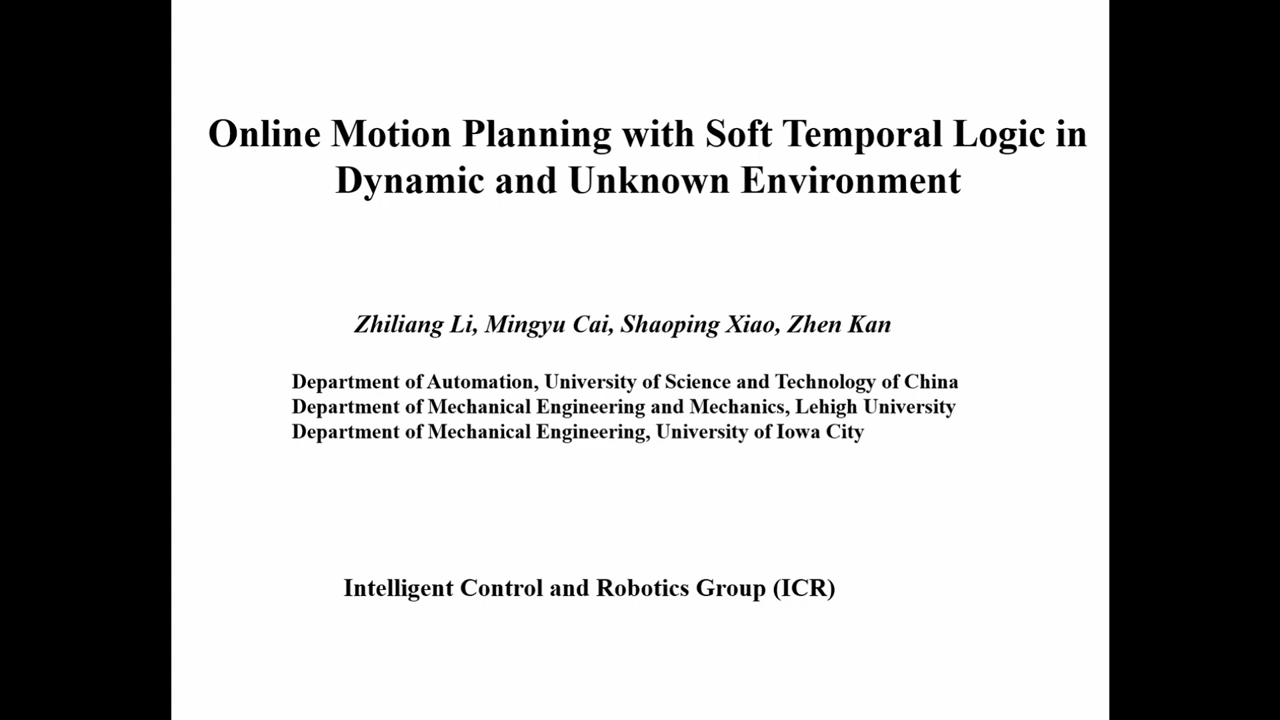 Online Motion Planning with Soft Temporal Logic in
Dynamic and Unknown Environment
Zhiliang Li, Mingyu Cai, Shaoping Xiao, Zhen Kan
Department of Automation, University of Science and Technology of China
Department of Mechanical Engineering and Mechanics, Lehigh University
Department of Mechanical Engineering, University of Iowa City
Intelligent Control and Robotics Group (ICR)